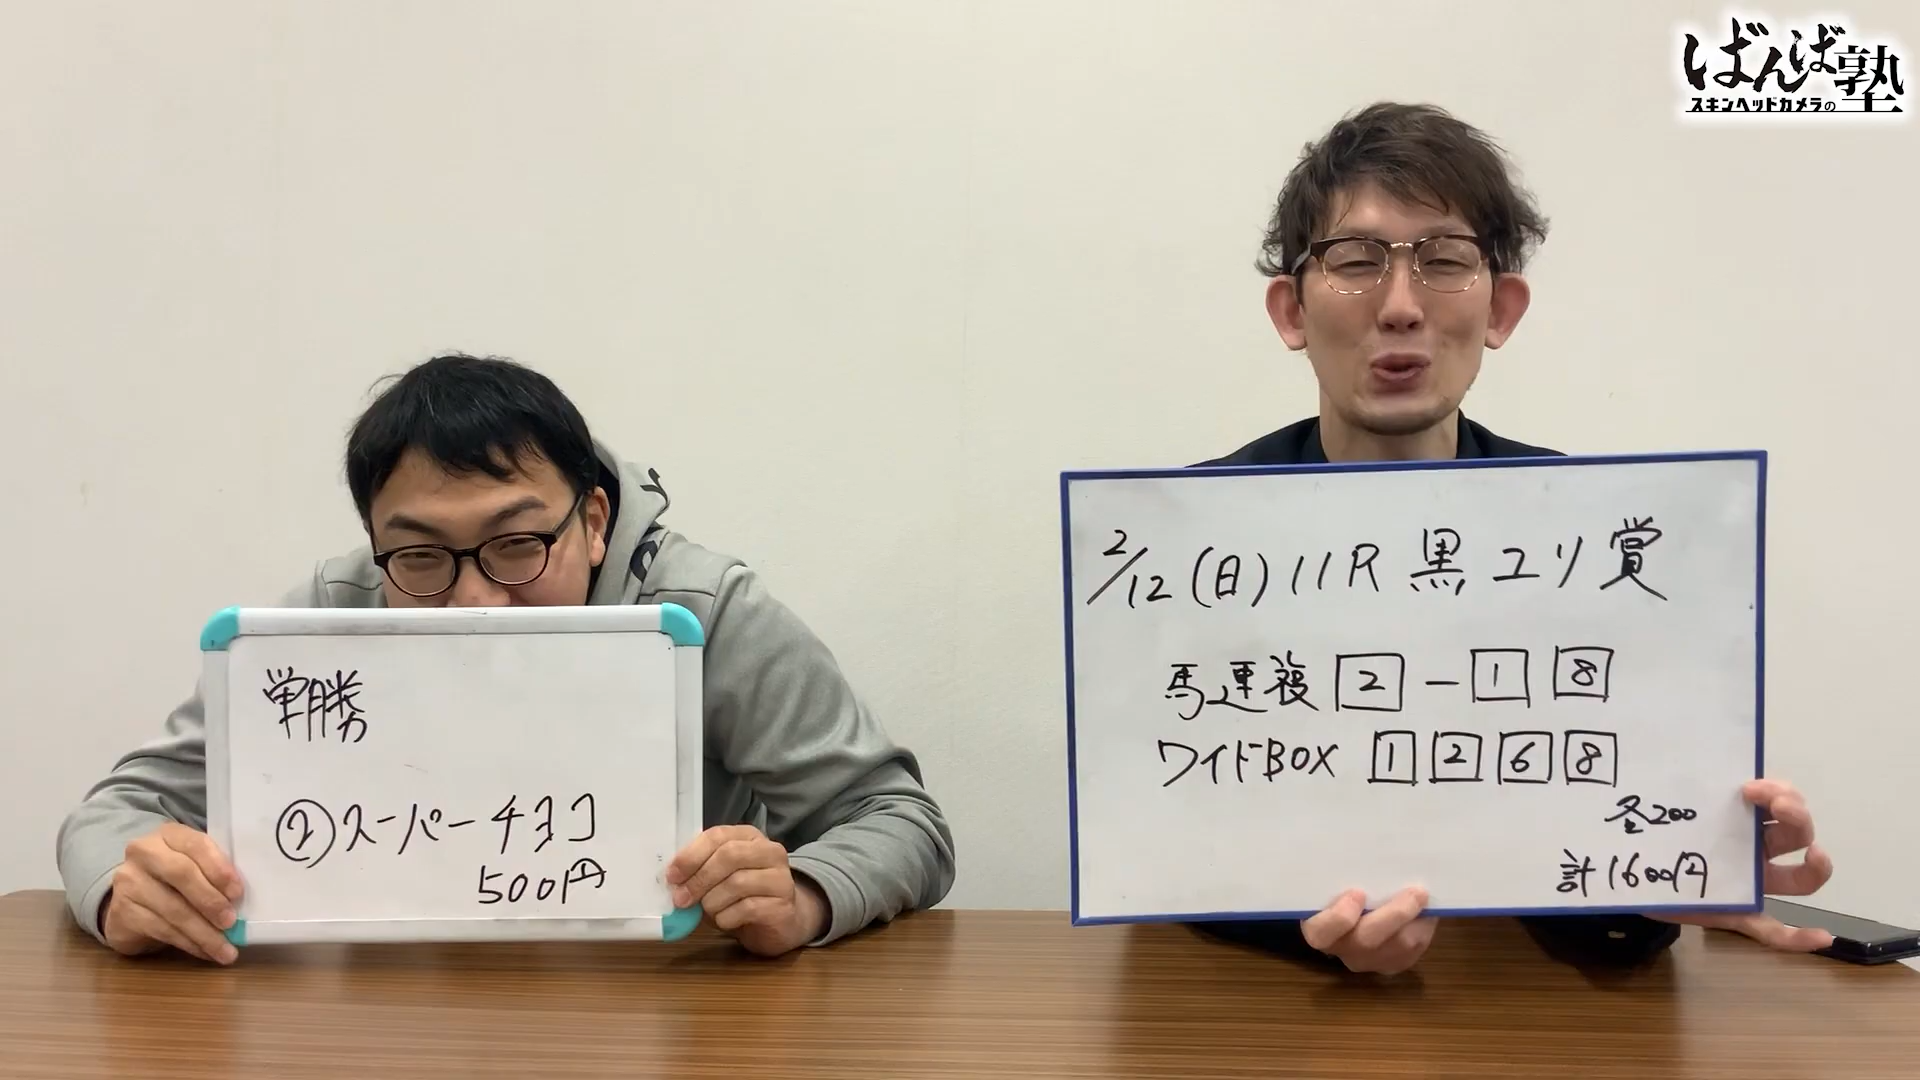 ばんば塾
スキンヘッドカメラの
単勝
②スーパーチョコ
500円
2/12(日)11R 黒ユリ賞
馬連複 2 ー 1 8
ワイドBOX 1 2 6 8
各200
計1600円